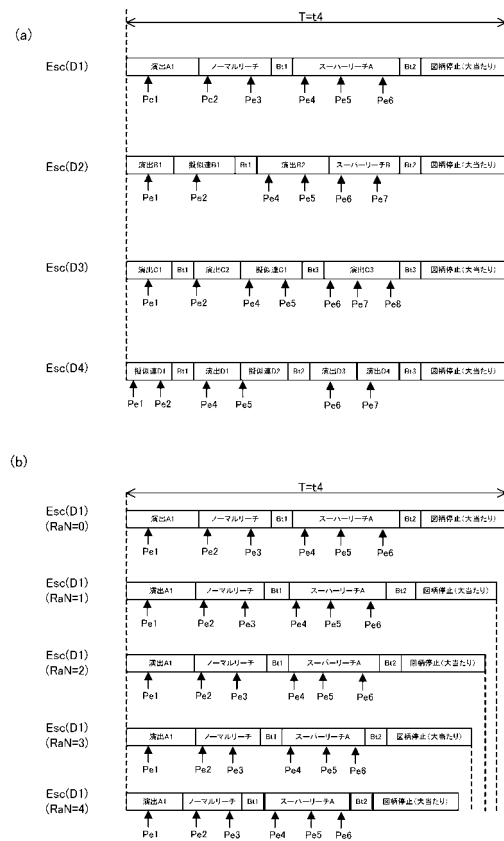 (a)
T=t4
Esc(D1)
演出A1 ノーマルリーチ Bt1 スーパーリーチA Bt2 図柄停止(大当たり)
Pc1 Pc2 Pe3 Pe4 Pe5 Pe6
Esc(D2)
演出B1 擬似連B1 Bt1 演出B2 スーパーリーチB Bt2 図柄停止(大当たり)
Pe1 Pe2 Pe4 Pe5 Pe6 Pe7
Esc(D3)
演出C1 Bt1 演出C2 擬似連C1 Bt3 演出C3 Bt3 図柄停止(大当たり)
Pe1 Pe2 Pe4 Pe5 Pe6 Pe7 Pe8
Esc(D4)
擬似連D1 Bt1 演出D1 擬似連D2 Bt2 演出D3 演出D4 Bt3 図柄停止(大当たり)
Pe1 Pe2 Pe4 Pe5 Pe6 Pe7
(b)
T=t4
Esc(D1)
(RaN=0)
演出A1 ノーマルリーチ Bt1 スーパーリーチA Bt2 図柄停止(大当たり)
Pe1 Pe2 Pe3 Pe4 Pe5 Pe6
Esc(D1)
(RaN=1)
演出A1 ノーマルリーチ Bt1 スーパーリーチA Bt2 図柄停止(大当たり)
Pe1 Pe2 Pe3 Pe4 Pe5 Pe6
Esc(D1)
(RaN=2)
演出A1 ノーマルリーチ Bt1 スーパーリーチA Bt2 図柄停止(大当たり)
Pe1 Pe2 Pe3 Pe4 Pe5 Pe6
Esc(D1)
(RaN=3)
演出A1 ノーマルリーチ Bt1 スーパーリーチA Bt2 図柄停止(大当たり)
Pe1 Pe2 Pe3 Pe4 Pe5 Pe6
Esc(D1)
(RaN=4)
演出A1 ノーマルリーチ Bt1 スーパーリーチA Bt2 図柄停止(大当たり)
Pe1 Pe2 Pe3 Pe4 Pe5 Pe6